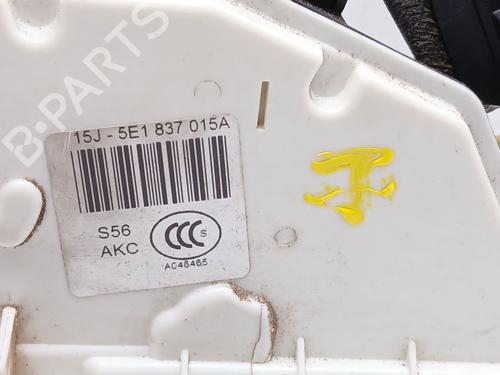 B-PARTS
15J - 5E1 837 015A
S56
AKC
CCC S
A046465